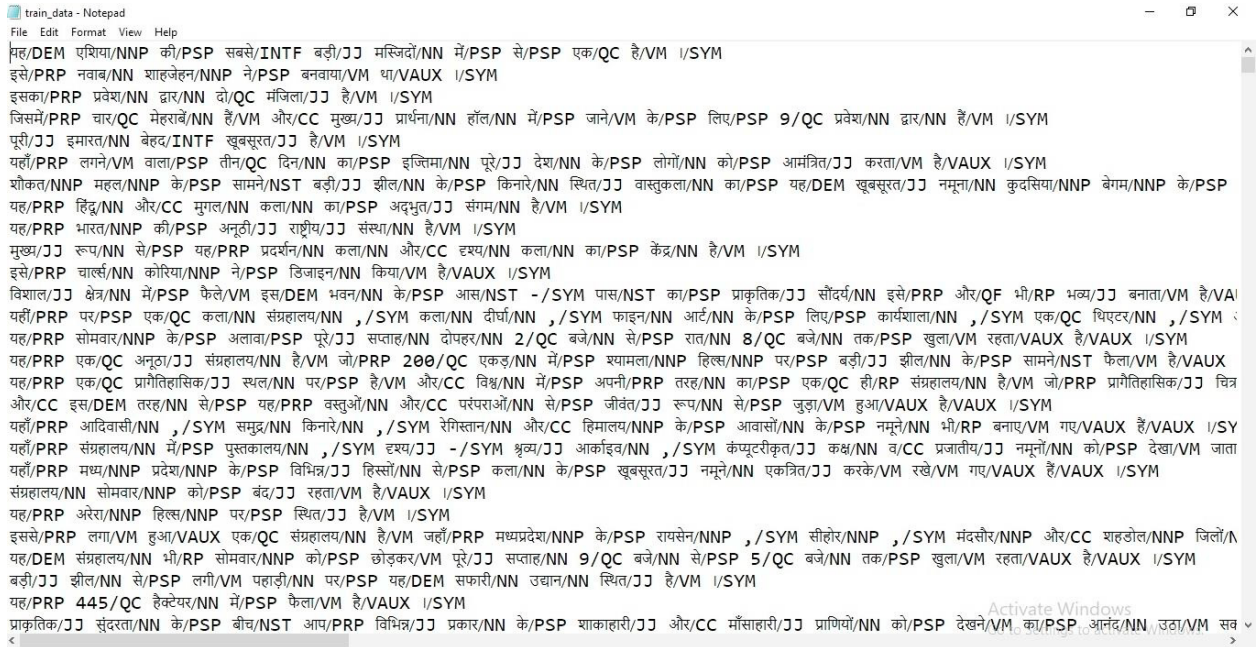 train_data - Notepad
File Edit Format View Help
यह/DEM एशिया/NNP की/PSP सबसे/INTF बड़ी/JJ मस्जिदों/NN में/PSP से/PSP एक/QC है/VM ।/SYM
इसे/PRP नवाब/NN शाहजेहन/NNP ने/PSP बनवाया/VM था/VAUX ।/SYM
इसका/PRP प्रवेश/NN द्वार/NN दो/QC मंजिला/JJ है/VM ।/SYM
जिसमें/PRP चार/QC मेहराबें/NN हैं/VM और/CC मुख्य/JJ प्रार्थना/NN हॉल/NN में/PSP जाने/VM के/PSP लिए/PSP 9/QC प्रवेश/NN द्वार/NN हैं/VM ।/SYM
पूरी/JJ इमारत/NN बेहद/INTF खूबसूरत/JJ है/VM ।/SYM
यहाँ/PRP लगने/VM वाला/PSP तीन/QC दिन/NN का/PSP इज्तिमा/NN पूरे/JJ देश/NN के/PSP लोगों/NN को/PSP आमंत्रित/JJ करता/VM है/VAUX ।/SYM
शौकत/NNP महल/NNP के/PSP सामने/NST बड़ी/JJ झील/NN के/PSP किनारे/NN स्थित/JJ वास्तुकला/NN का/PSP यह/DEM खूबसूरत/JJ नमूना/NN कुदसिया/NNP बेगम/NNP के/PSP
यह/PRP हिंदू/NN और/CC मुगल/NN कला/NN का/PSP अद्भुत/JJ संगम/NN है/VM ।/SYM
यह/PRP भारत/NNP की/PSP अनूठी/JJ राष्ट्रीय/JJ संस्था/NN है/VM ।/SYM
मुख्य/JJ रूप/NN से/PSP यह/PRP प्रदर्शन/NN कला/NN और/CC दृश्य/NN कला/NN का/PSP केंद्र/NN है/VM ।/SYM
इसे/PRP चार्ल्स/NN कोरिया/NNP ने/PSP डिजाइन/NN किया/VM है/VAUX ।/SYM
विशाल/JJ क्षेत्र/NN में/PSP फैले/VM इस/DEM भवन/NN के/PSP आस/NST -/SYM पास/NST का/PSP प्राकृतिक/JJ सौंदर्य/NN इसे/PRP और/QF भी/RP भव्य/JJ बनाता/VM है/VAU
यहीं/PRP पर/PSP एक/QC कला/NN संग्रहालय/NN ,/SYM कला/NN दीर्घा/NN ,/SYM फाइन/NN आर्ट/NN के/PSP लिए/PSP कार्यशाला/NN ,/SYM एक/QC थिएटर/NN ,/SYM
यह/PRP सोमवार/NNP के/PSP अलावा/PSP पूरे/JJ सप्ताह/NN दोपहर/NN 2/QC बजे/NN से/PSP रात/NN 8/QC बजे/NN तक/PSP खुला/VM रहता/VAUX है/VAUX ।/SYM
यह/PRP एक/QC अनूठा/JJ संग्रहालय/NN है/VM जो/PRP 200/QC एकड़/NN में/PSP श्यामला/NNP हिल्स/NNP पर/PSP बड़ी/JJ झील/NN के/PSP सामने/NST फैला/VM है/VAUX
यह/PRP एक/QC प्रागैतिहासिक/JJ स्थल/NN पर/PSP है/VM और/CC विश्व/NN में/PSP अपनी/PRP तरह/NN का/PSP एक/QC ही/RP संग्रहालय/NN है/VM जो/PRP प्रागैतिहासिक/JJ चित्र
और/CC इस/DEM तरह/NN से/PSP यह/PRP वस्तुओं/NN और/CC परंपराओं/NN से/PSP जीवंत/JJ रूप/NN से/PSP जुड़ा/VM हुआ/VAUX है/VAUX ।/SYM
यहाँ/PRP आदिवासी/NN ,/SYM समुद्र/NN किनारे/NN ,/SYM रेगिस्तान/NN और/CC हिमालय/NNP के/PSP आवासों/NN के/PSP नमूने/NN भी/RP बनाए/VM गए/VAUX हैं/VAUX ।/SY
यहाँ/PRP संग्रहालय/NN में/PSP पुस्तकालय/NN ,/SYM दृश्य/JJ -/SYM श्रृव्य/JJ आर्काइव/NN ,/SYM कंप्यूटरीकृत/JJ कक्ष/NN व/CC प्रजातीय/JJ नमूनों/NN को/PSP देखा/VM जाता
यहाँ/PRP मध्य/NNP प्रदेश/NNP के/PSP विभिन्न/JJ हिस्सों/NN से/PSP कला/NN के/PSP खूबसूरत/JJ नमूने/NN एकत्रित/JJ करके/VM रखे/VM गए/VAUX हैं/VAUX ।/SYM
संग्रहालय/NN सोमवार/NNP को/PSP बंद/JJ रहता/VM है/VAUX ।/SYM
यह/PRP अरेरा/NNP हिल्स/NNP पर/PSP स्थित/JJ है/VM ।/SYM
इससे/PRP लगा/VM हुआ/VAUX एक/QC संग्रहालय/NN है/VM जहाँ/PRP मध्यप्रदेश/NNP के/PSP रायसेन/NNP ,/SYM सीहोर/NNP ,/SYM मंदसौर/NNP और/CC शहडोल/NNP जिलों/N
यह/DEM संग्रहालय/NN भी/RP सोमवार/NNP को/PSP छोड़कर/VM पूरे/JJ सप्ताह/NN 9/QC बजे/NN से/PSP 5/QC बजे/NN तक/PSP खुला/VM रहता/VAUX है/VAUX ।/SYM
बड़ी/JJ झील/NN से/PSP लगी/VM पहाड़ी/NN पर/PSP यह/DEM सफारी/NN उद्यान/NN स्थित/JJ है/VM ।/SYM
यह/PRP 445/QC हैक्टेयर/NN में/PSP फैला/VM है/VAUX ।/SYM
प्राकृतिक/JJ सुंदरता/NN के/PSP बीच/NST आप/PRP विभिन्न/JJ प्रकार/NN के/PSP शाकाहारी/JJ और/CC माँसाहारी/JJ प्राणियों/NN को/PSP देखने/VM का/PSP आनंद/NN उठा/VM सक
Activate Windows
Go to Settings to activate Windows.